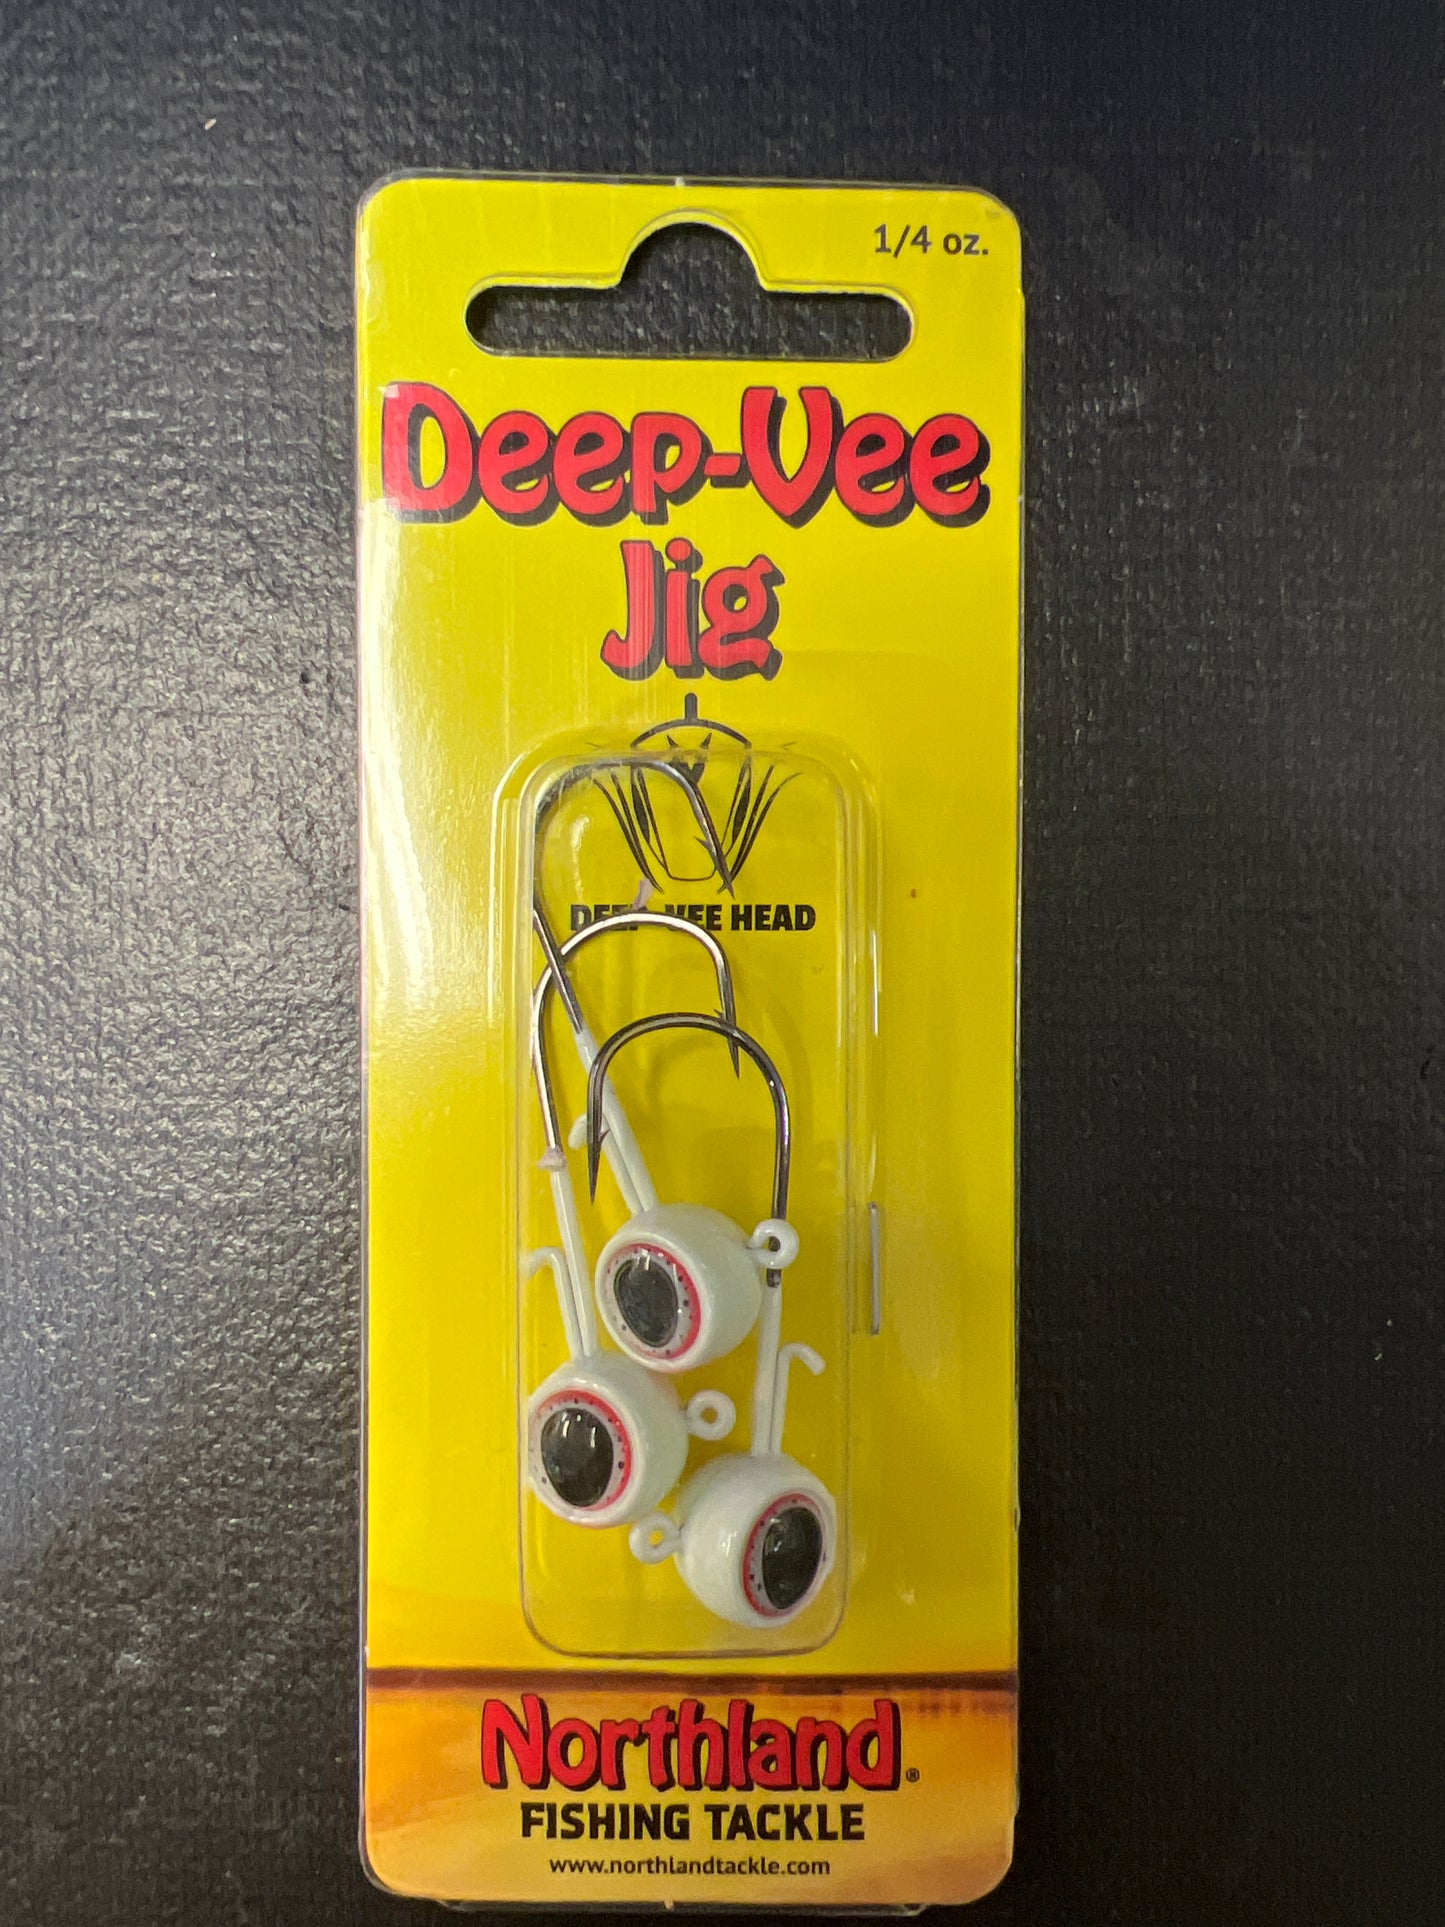 1/4 oz.
Deep-Vee
Jig
DEEP-VEE HEAD
Northland®
FISHING TACKLE
www.northlandtackle.com